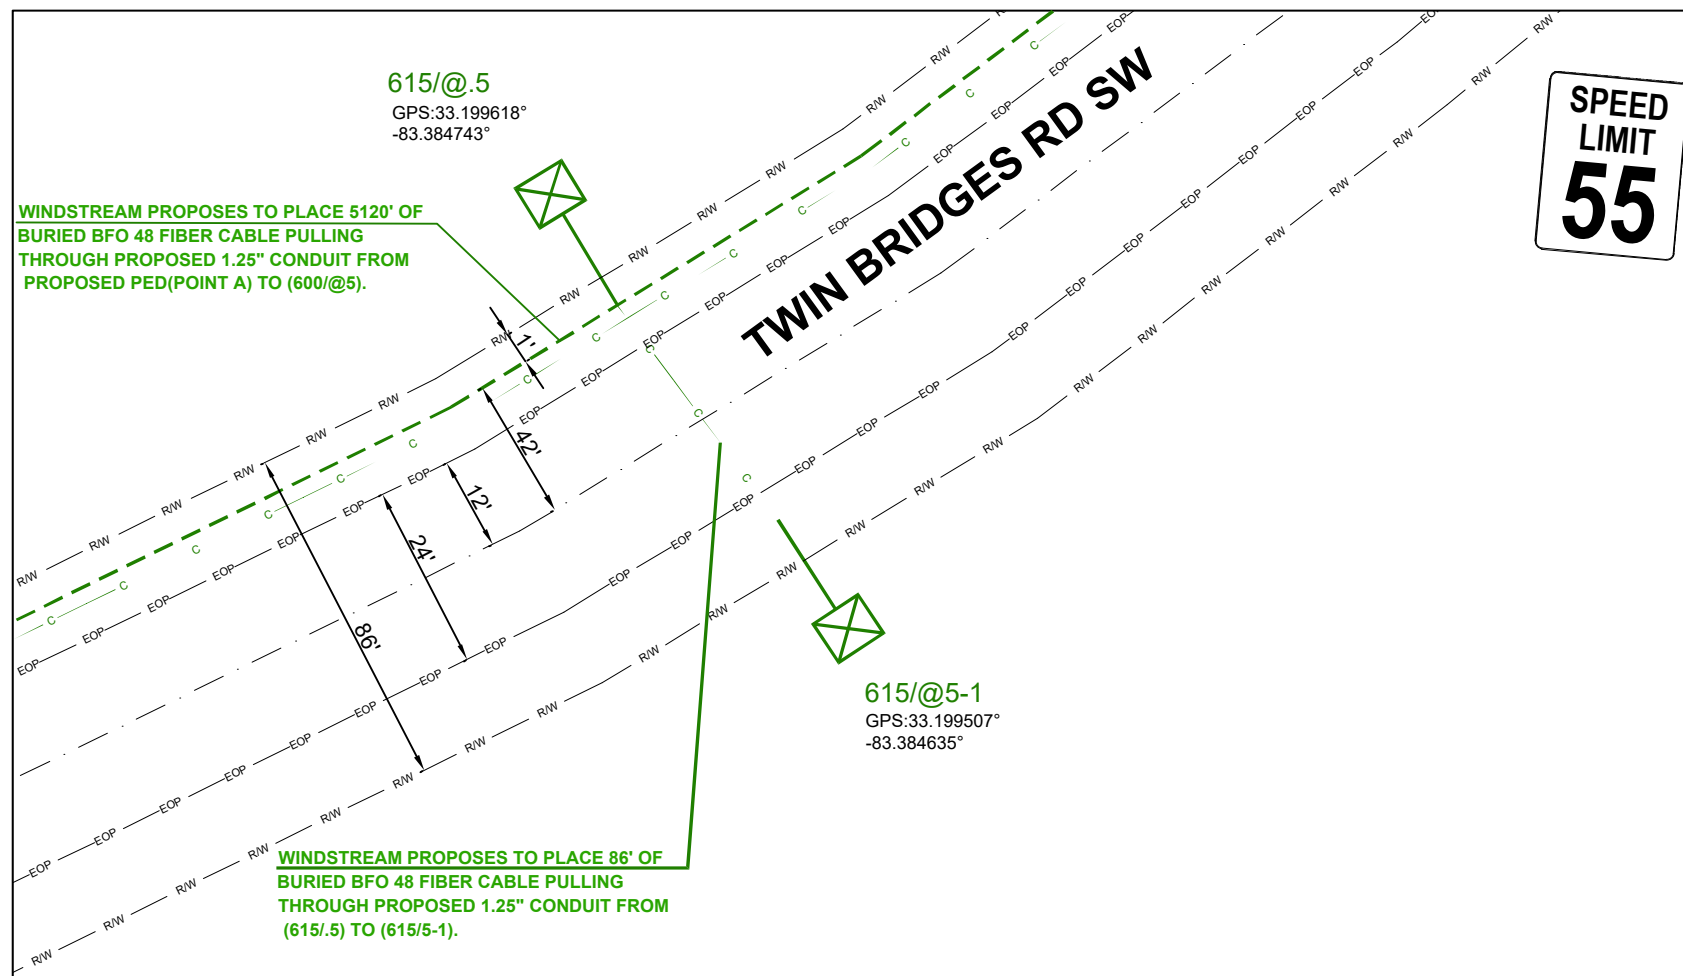 615/@.5
GPS:33.199618°
-83.384743°
SPEED
LIMIT
55
TWIN BRIDGES RD SW
WINDSTREAM PROPOSES TO PLACE 5120' OF
BURIED BFO 48 FIBER CABLE PULLING
THROUGH PROPOSED 1.25" CONDUIT FROM
PROPOSED PED(POINT A) TO (600/@5).
1'
42'
12'
24'
86'
615/@5-1
GPS:33.199507°
-83.384635°
WINDSTREAM PROPOSES TO PLACE 86' OF
BURIED BFO 48 FIBER CABLE PULLING
THROUGH PROPOSED 1.25" CONDUIT FROM
(615/.5) TO (615/5-1).
R/W
C
EOP
EOP
R/W